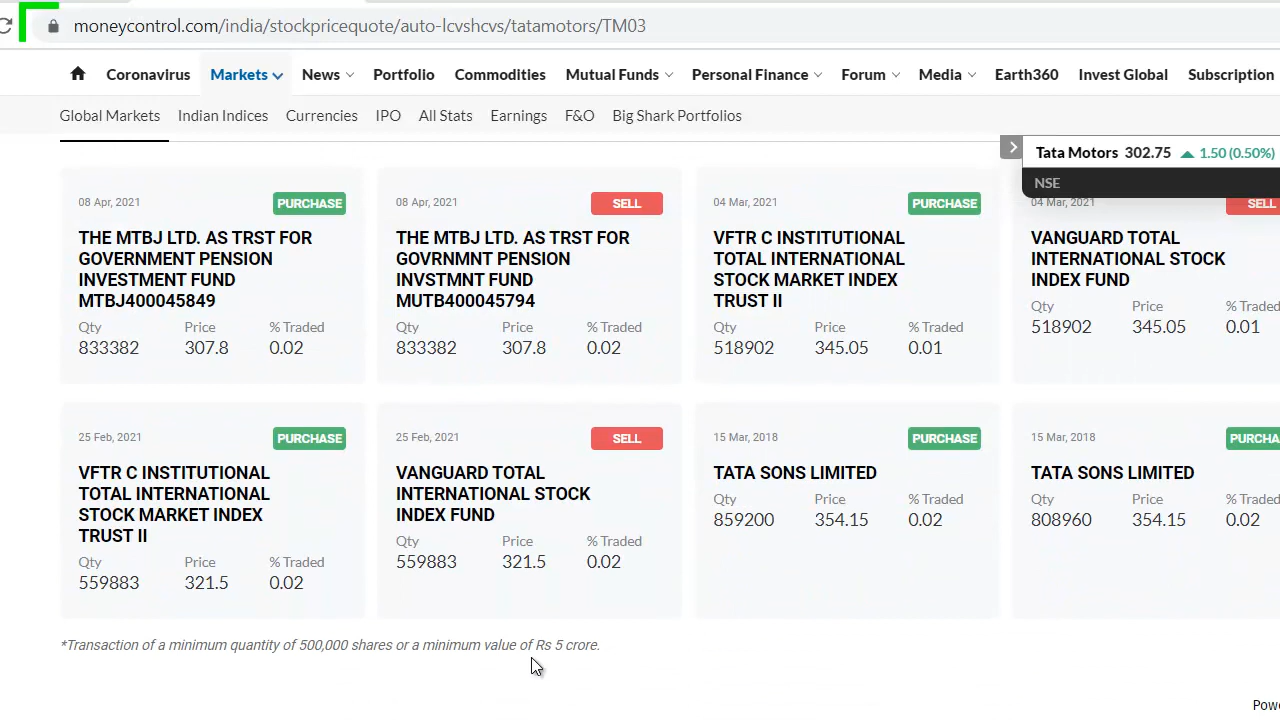 moneycontrol.com/india/stockpricequote/auto-lcvshcvs/tatamotors/TM03
Coronavirus Markets News Portfolio Commodities Mutual Funds Personal Finance Forum Media Earth360 Invest Global Subscription
Global Markets Indian Indices Currencies IPO All Stats Earnings F&O Big Shark Portfolios
Tata Motors 302.75 1.50 (0.50%)
NSE
08 Apr, 2021 PURCHASE
THE MTBJ LTD. AS TRST FOR
GOVERNMENT PENSION
INVESTMENT FUND
MTBJ400045849
Qty Price % Traded
833382 307.8 0.02
08 Apr, 2021 SELL
THE MTBJ LTD. AS TRST FOR
GOVRNMNT PENSION
INVSTMNT FUND
MUTB400045794
Qty Price % Traded
833382 307.8 0.02
04 Mar, 2021 PURCHASE
VFTR C INSTITUTIONAL
TOTAL INTERNATIONAL
STOCK MARKET INDEX
TRUST II
Qty Price % Traded
518902 345.05 0.01
04 Mar, 2021 SELL
VANGUARD TOTAL
INTERNATIONAL STOCK
INDEX FUND
Qty Price % Traded
518902 345.05 0.01
25 Feb, 2021 PURCHASE
VFTR C INSTITUTIONAL
TOTAL INTERNATIONAL
STOCK MARKET INDEX
TRUST II
Qty Price % Traded
559883 321.5 0.02
25 Feb, 2021 SELL
VANGUARD TOTAL
INTERNATIONAL STOCK
INDEX FUND
Qty Price % Traded
559883 321.5 0.02
15 Mar, 2018 PURCHASE
TATA SONS LIMITED
Qty Price % Traded
859200 354.15 0.02
15 Mar, 2018 PURCHA
TATA SONS LIMITED
Qty Price % Traded
808960 354.15 0.02
*Transaction of a minimum quantity of 500,000 shares or a minimum value of Rs 5 crore.
Powe